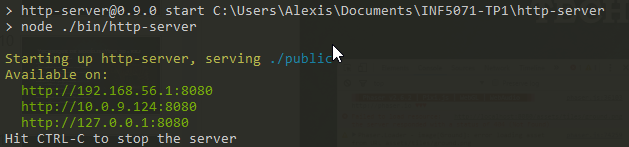 > http-server@0.9.0 start C:\Users\Alexis\Documents\INF5071-TP1\http-server
> node ./bin/http-server
Starting up http-server, serving ./public
Available on:
http://192.168.56.1:8080
http://10.0.9.124:8080
http://127.0.0.1:8080
Hit CTRL-C to stop the server